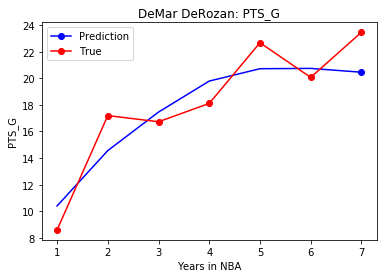 DeMar DeRozan: PTS_G
Prediction
True
PTS_G
24
22
20
18
16
14
12
10
8
1 2 3 4 5 6 7
Years in NBA